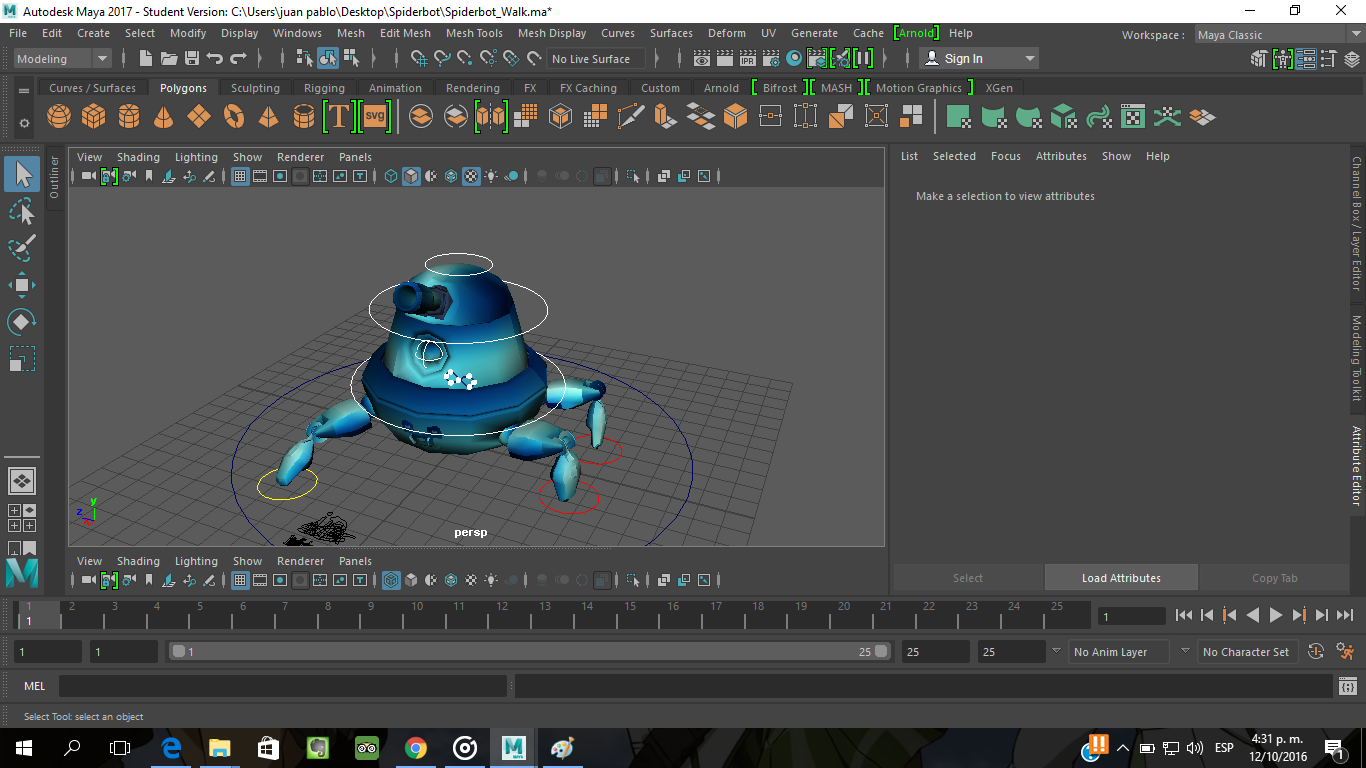 Autodesk Maya 2017 - Student Version: C:\Users\juan pablo\Desktop\Spiderbot\Spiderbot_Walk.ma*
File Edit Create Select Modify Display Windows Mesh Edit Mesh Mesh Tools Mesh Display Curves Surfaces Deform UV Generate Cache [Arnold] Help
Workspace : Maya Classic
Modeling No Live Surface IPR Sign In
Curves / Surfaces Polygons Sculpting Rigging Animation Rendering FX FX Caching Custom Arnold [Bifrost] [MASH] [Motion Graphics] XGen
T SVG
Outliner
View Shading Lighting Show Renderer Panels
persp
y
z
View Shading Lighting Show Renderer Panels
List Selected Focus Attributes Show Help
Make a selection to view attributes
Select Load Attributes Copy Tab
Channel Box / Layer Editor
Modeling Toolkit
Attribute Editor
1 2 3 4 5 6 7 8 9 10 11 12 13 14 15 16 17 18 19 20 21 22 23 24 25
1 1
1 1 1 25 25 25 No Anim Layer No Character Set
MEL
Select Tool: select an object
ESP
4:31 p. m.
12/10/2016
1